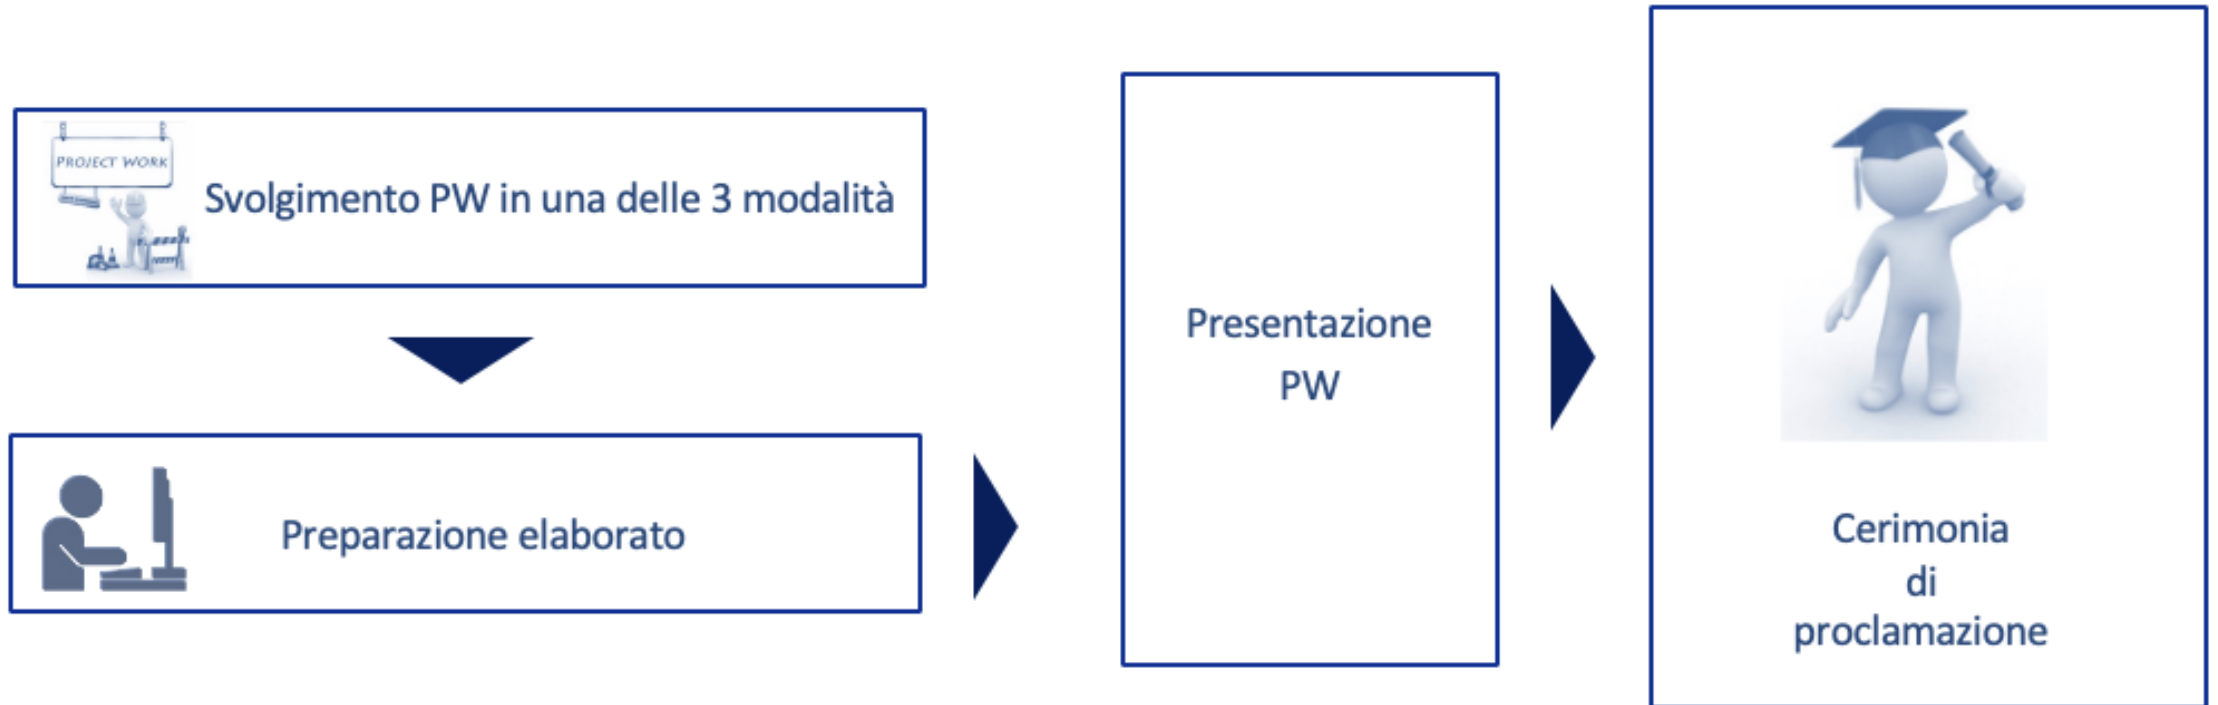 PROJECT WORK
Svolgimento PW in una delle 3 modalità
Preparazione elaborato
Presentazione
PW
Cerimonia
di
proclamazione